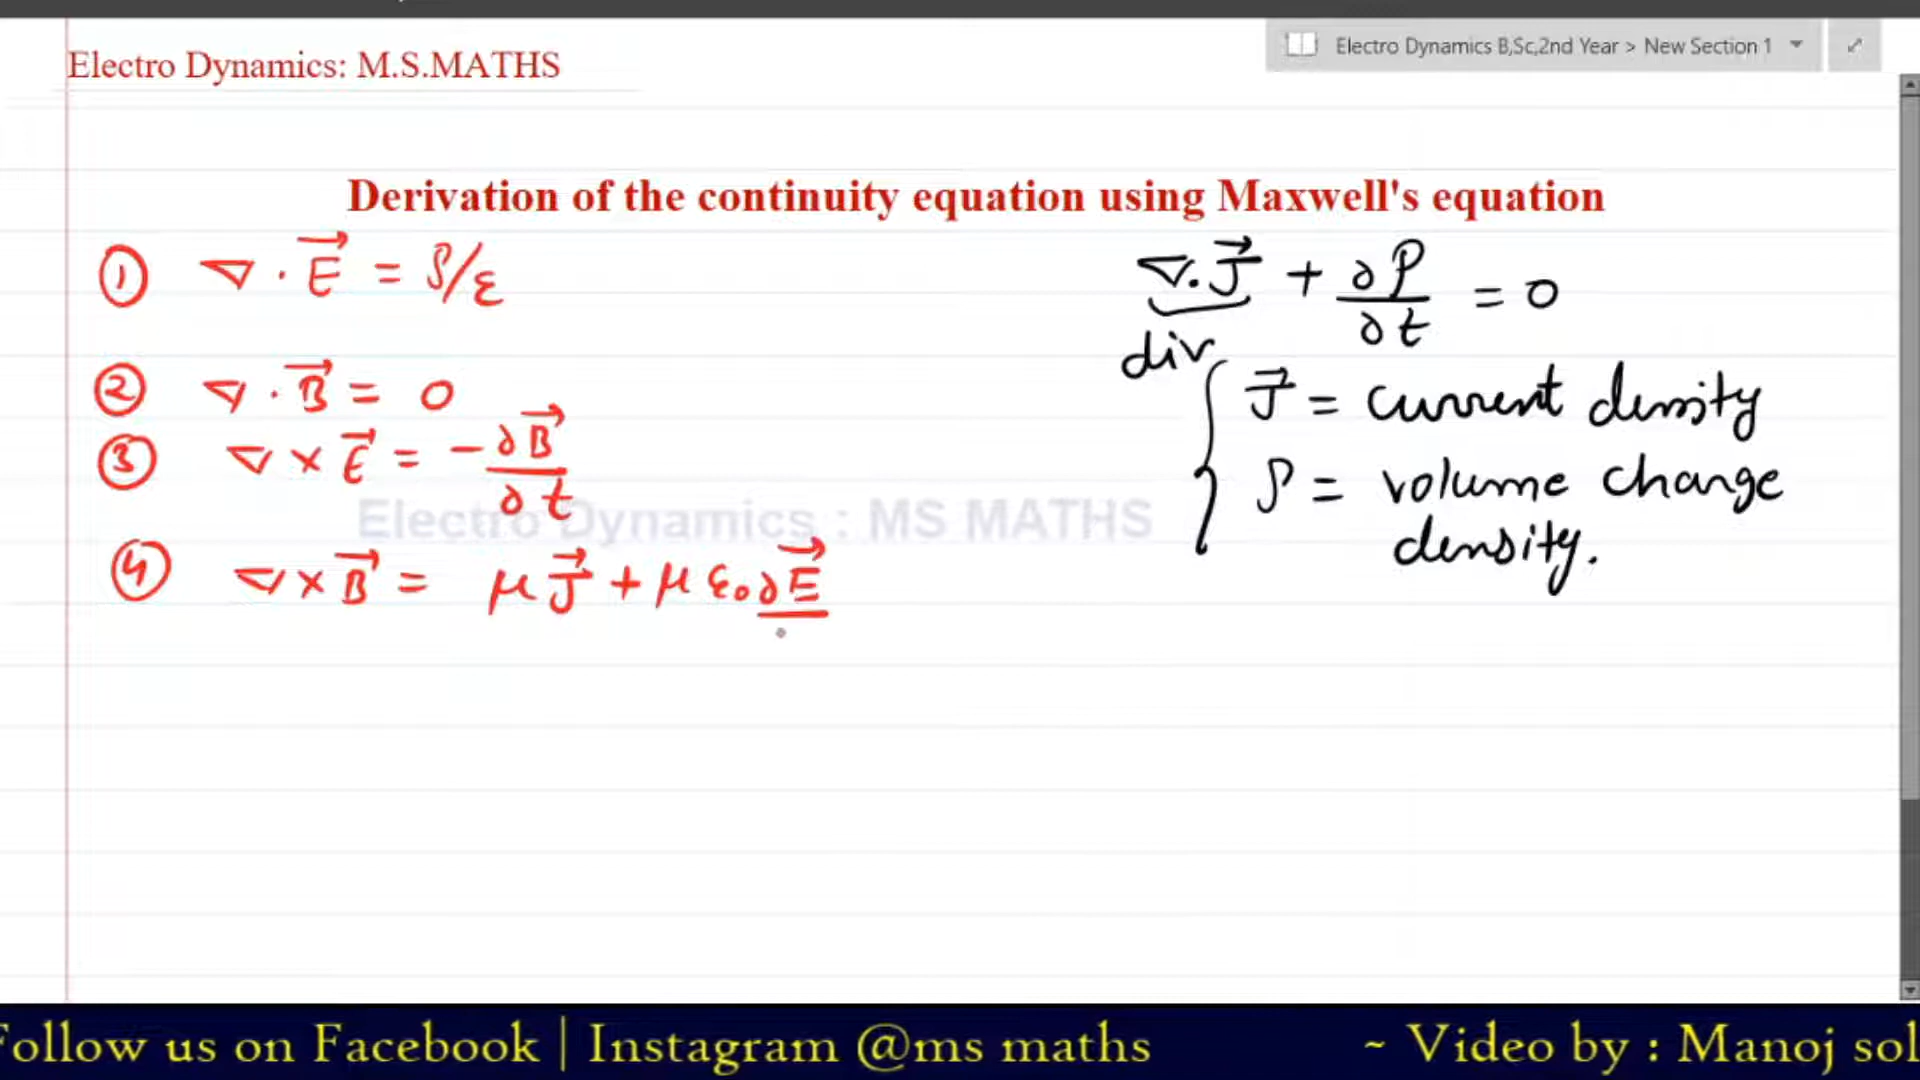 Electro Dynamics B,Sc,2nd Year > New Section 1
Electro Dynamics: M.S.MATHS
Derivation of the continuity equation using Maxwell's equation
① ∇ · E⃗ = ρ/ε
② ∇ · B⃗ = 0
③ ∇ × E⃗ = -∂B⃗/∂t
④ ∇ × B⃗ = μJ⃗ + με₀∂E⃗
∇.J⃗ + ∂ρ/∂t = 0
div
J⃗ = current density
ρ = volume change
density.
Electro Dynamics : MS MATHS
Follow us on Facebook | Instagram @ms maths ~ Video by : Manoj sol